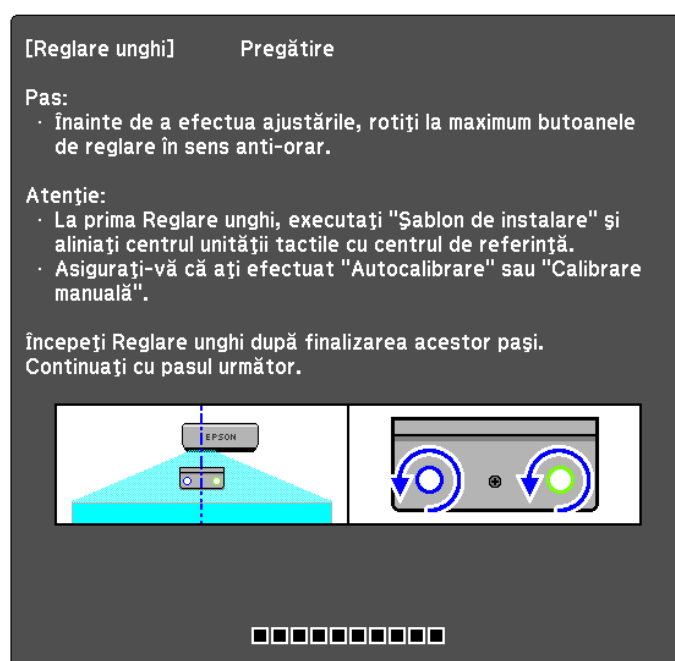 [Reglare unghi] Pregătire
Pas:
· Înainte de a efectua ajustările, rotiţi la maximum butoanele
de reglare în sens anti-orar.
Atenţie:
· La prima Reglare unghi, executaţi "Şablon de instalare" şi
aliniaţi centrul unităţii tactile cu centrul de referinţă.
· Asiguraţi-vă că aţi efectuat "Autocalibrare" sau "Calibrare
manuală".
Începeţi Reglare unghi după finalizarea acestor paşi.
Continuaţi cu pasul următor.
EPSON